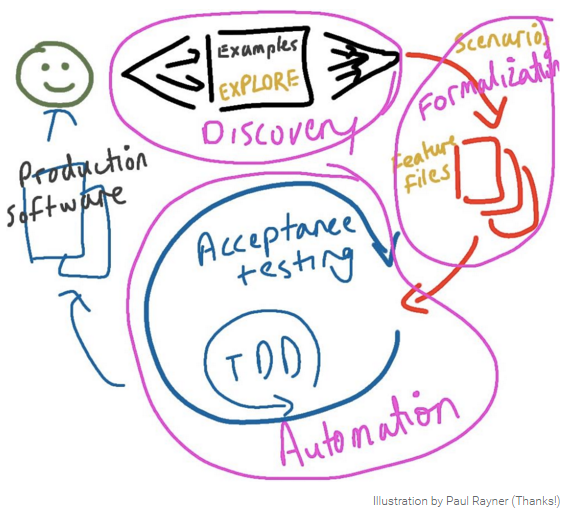 Examples
EXPLORE
Discovery
Scenarios
Formalization
Feature
Files
Production
software
Acceptance
testing
TDD
Automation
Illustration by Paul Rayner (Thanks!)